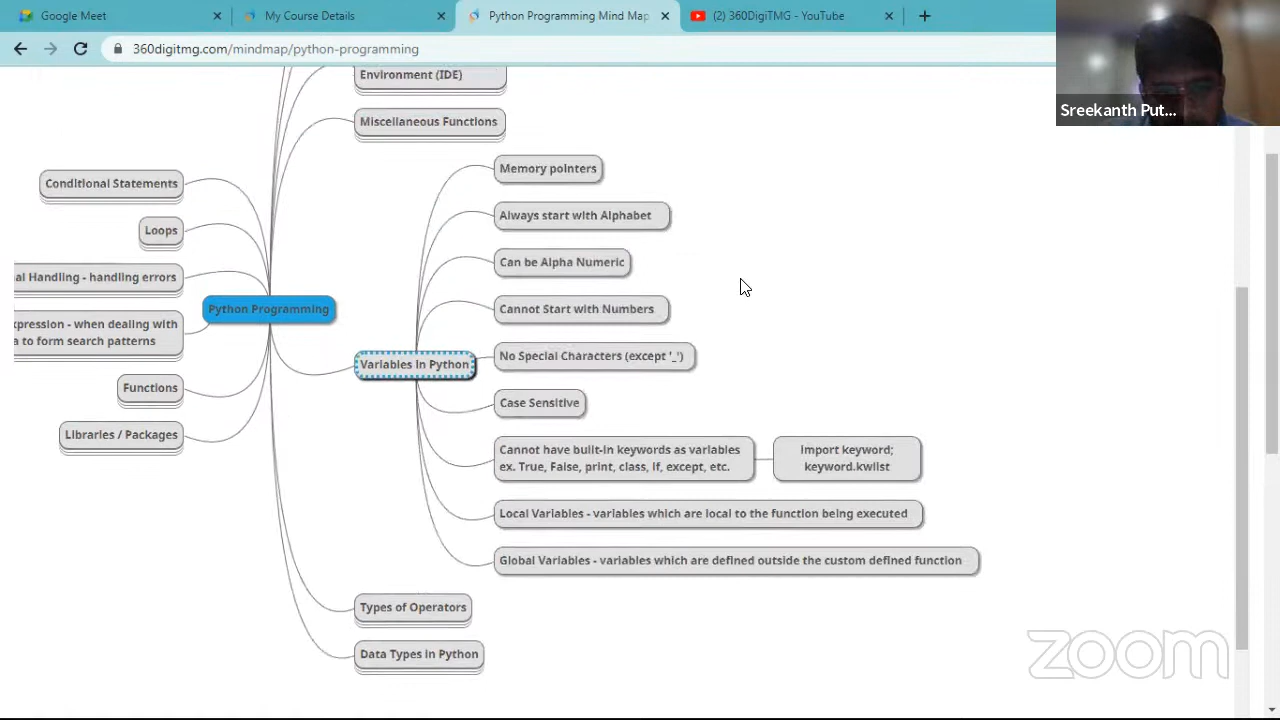 Google Meet
My Course Details
Python Programming Mind Map
(2) 360DigiTMG - YouTube
360digitmg.com/mindmap/python-programming
Sreekanth Put...
Environment (IDE)
Miscellaneous Functions
Memory pointers
Conditional Statements
Always start with Alphabet
Loops
Can be Alpha Numeric
al Handling - handling errors
Python Programming
Cannot Start with Numbers
xpression - when dealing with
a to form search patterns
Variables in Python
No Special Characters (except '_')
Functions
Case Sensitive
Libraries / Packages
Cannot have built-in keywords as variables
ex. True, False, print, class, if, except, etc.
import keyword;
keyword.kwlist
Local Variables - variables which are local to the function being executed
Global Variables - variables which are defined outside the custom defined function
Types of Operators
Data Types in Python
zoom